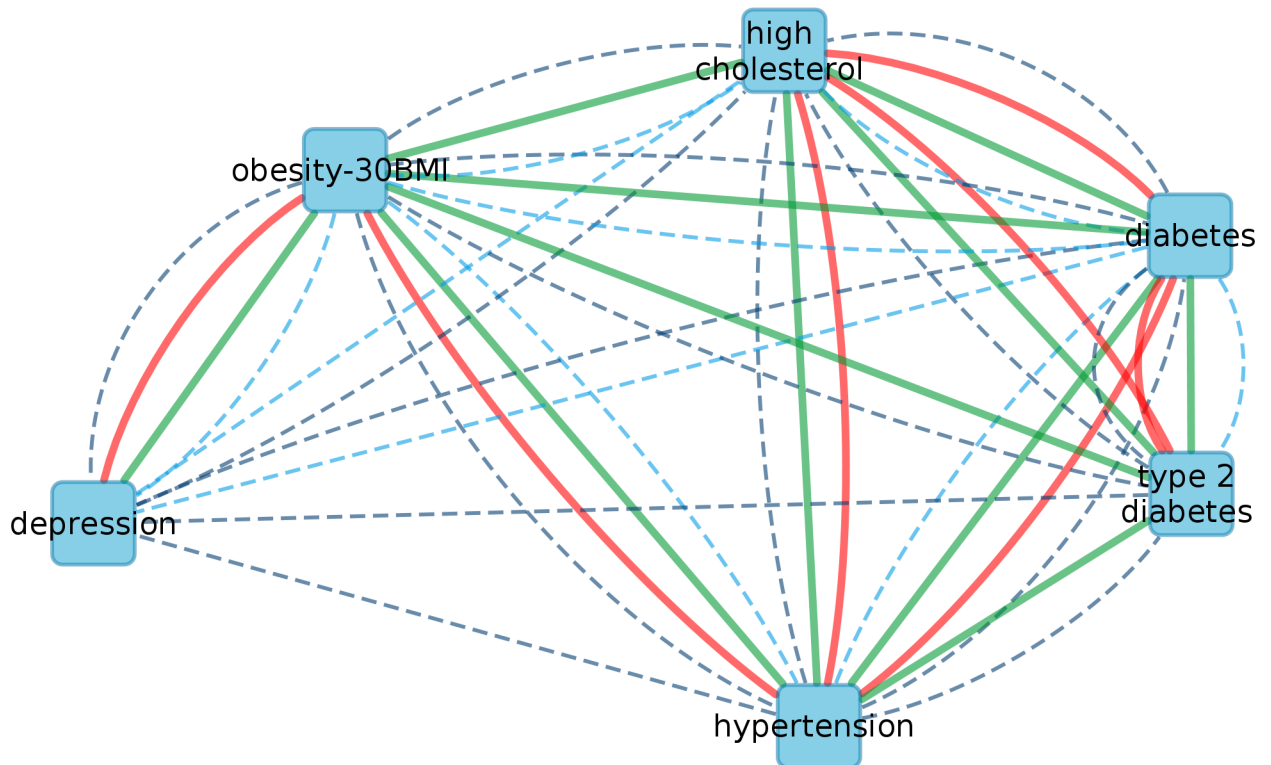 high
cholesterol
obesity-30BMI
diabetes
type 2
diabetes
depression
hypertension